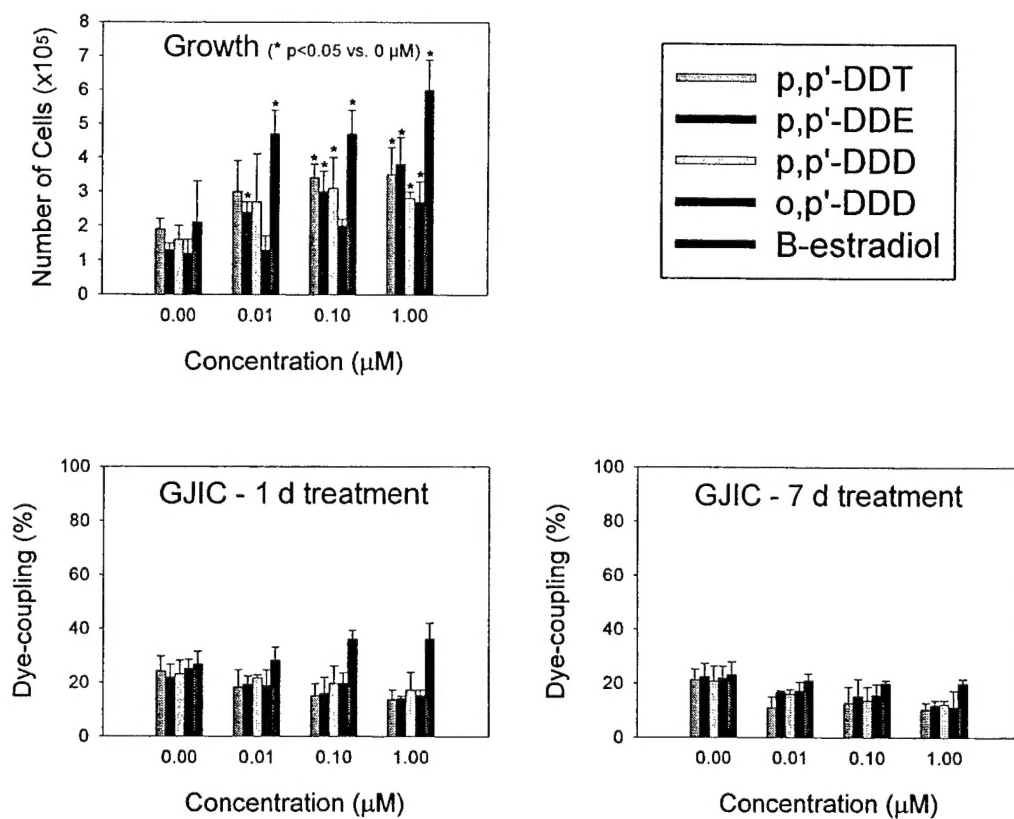 8
7
6
5
4
3
2
1
0
Number of Cells (x10⁵)
Growth (* p<0.05 vs. 0 μM)
* * * * * * * * * * *
0.00 0.01 0.10 1.00
Concentration (μM)
p,p'-DDT
p,p'-DDE
p,p'-DDD
o,p'-DDD
B-estradiol
100
80
60
40
20
0
Dye-coupling (%)
GJIC - 1 d treatment
0.00 0.01 0.10 1.00
Concentration (μM)
100
80
60
40
20
0
Dye-coupling (%)
GJIC - 7 d treatment
0.00 0.01 0.10 1.00
Concentration (μM)